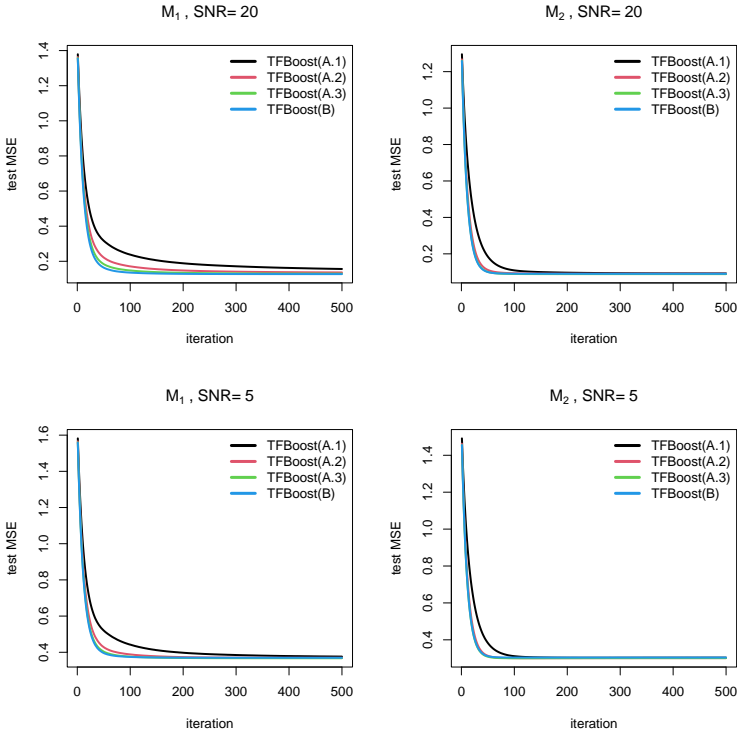 M₁ , SNR= 20
test MSE
1.4
1.2
1.0
0.8
0.6
0.4
0.2
TFBoost(A.1)
TFBoost(A.2)
TFBoost(A.3)
TFBoost(B)
0 100 200 300 400 500
iteration
M₂ , SNR= 20
test MSE
1.2
1.0
0.8
0.6
0.4
0.2
TFBoost(A.1)
TFBoost(A.2)
TFBoost(A.3)
TFBoost(B)
0 100 200 300 400 500
iteration
M₁ , SNR= 5
test MSE
1.6
1.4
1.2
1.0
0.8
0.6
0.4
TFBoost(A.1)
TFBoost(A.2)
TFBoost(A.3)
TFBoost(B)
0 100 200 300 400 500
iteration
M₂ , SNR= 5
test MSE
1.4
1.2
1.0
0.8
0.6
0.4
TFBoost(A.1)
TFBoost(A.2)
TFBoost(A.3)
TFBoost(B)
0 100 200 300 400 500
iteration